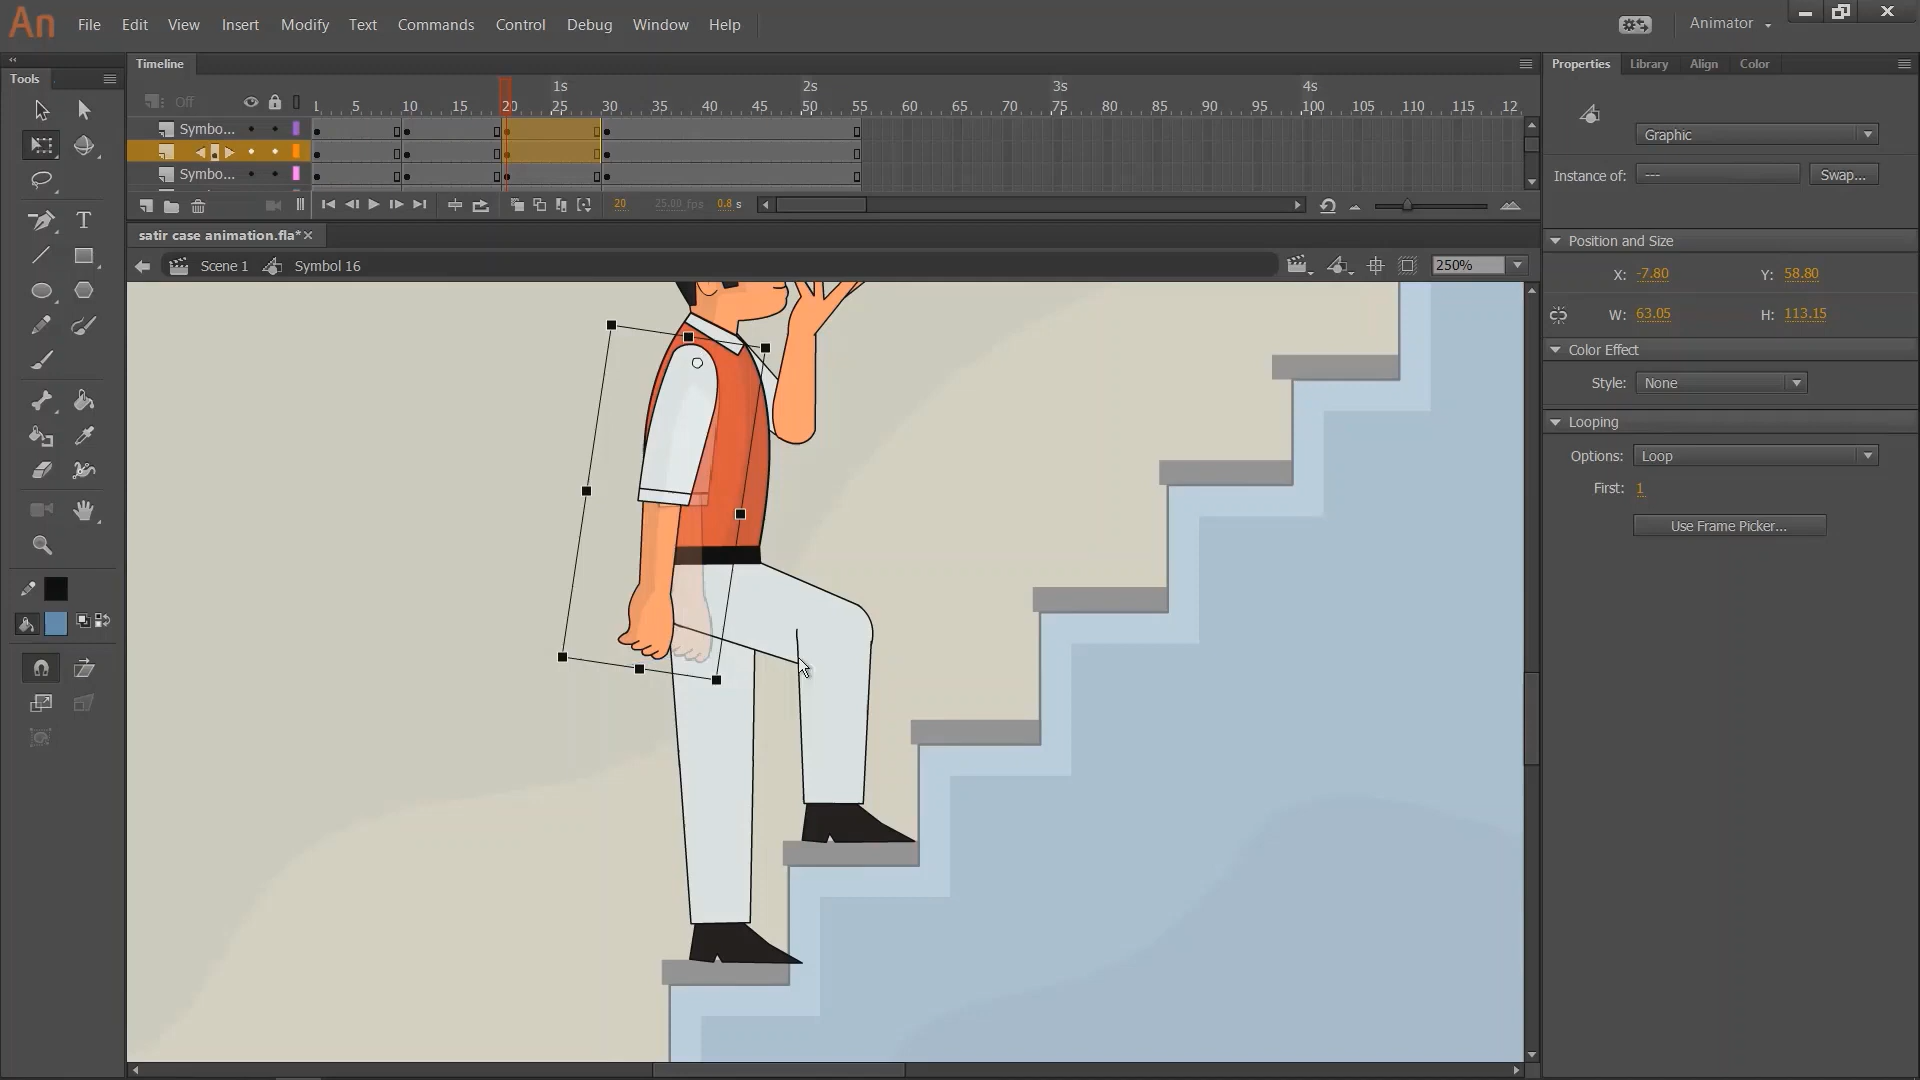 An File Edit View Insert Modify Text Commands Control Debug Window Help Animator
Tools
Timeline
Properties Library Align Color
Off
1s 2s 3s 4s
1 5 10 15 20 25 30 35 40 45 50 55 60 65 70 75 80 85 90 95 100 105 110 115 12
Symbo...
Symbo...
20 25.00 fps 0.8 s
satir case animation.fla*
Scene 1 Symbol 16 250%
T
Graphic
Instance of: --- Swap...
Position and Size
X: -7.80 Y: 58.80
W: 63.05 H: 113.15
Color Effect
Style: None
Looping
Options: Loop
First: 1
Use Frame Picker...